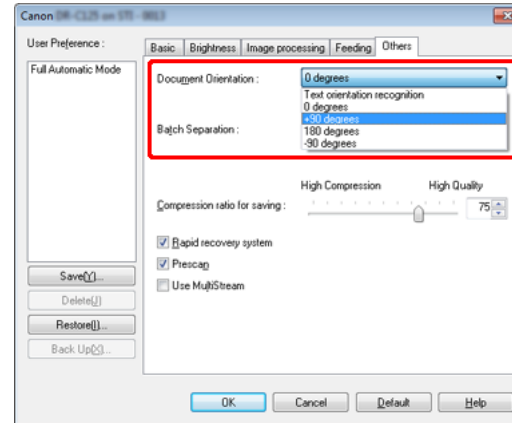 Canon
User Preference :
Basic Brightness Image processing Feeding Others
Full Automatic Mode
Document Orientation :
0 degrees
Text orientation recognition
0 degrees
+90 degrees
180 degrees
-90 degrees
Batch Separation :
High Compression High Quality
Compression ratio for saving :
75
Rapid recovery system
Prescan
Use MultiStream
Save(Y)...
Delete(J)
Restore(I)...
Back Up(X)...
OK Cancel Default Help